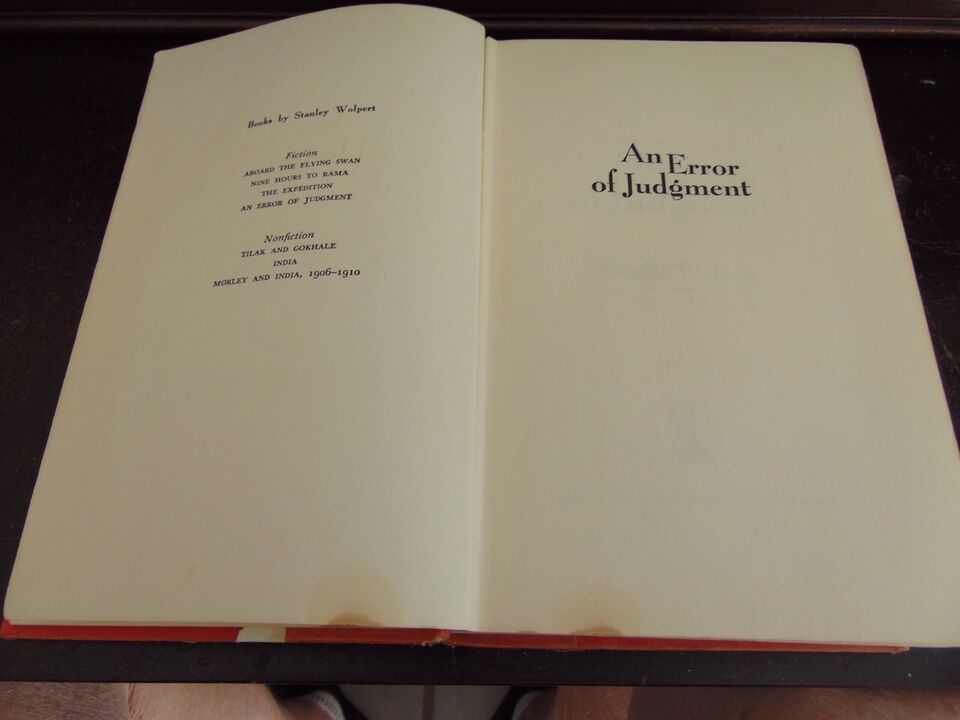 Books by Stanley Wolpert
Fiction
ABOARD THE FLYING SWAN
NINE HOURS TO RAMA
THE EXPEDITION
AN ERROR OF JUDGMENT
Nonfiction
TILAK AND GOKHALE
INDIA
MORLEY AND INDIA, 1906–1910
An Error
of Judgment